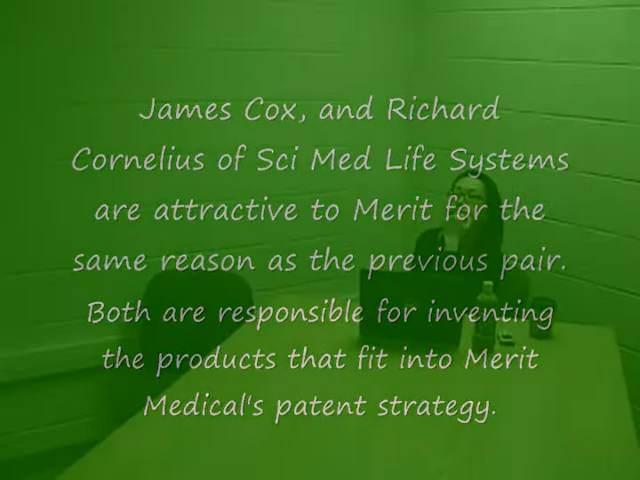 James Cox, and Richard
Cornelius of Sci Med Life Systems
are attractive to Merit for the
same reason as the previous pair.
Both are responsible for inventing
the products that fit into Merit
Medical's patent strategy.